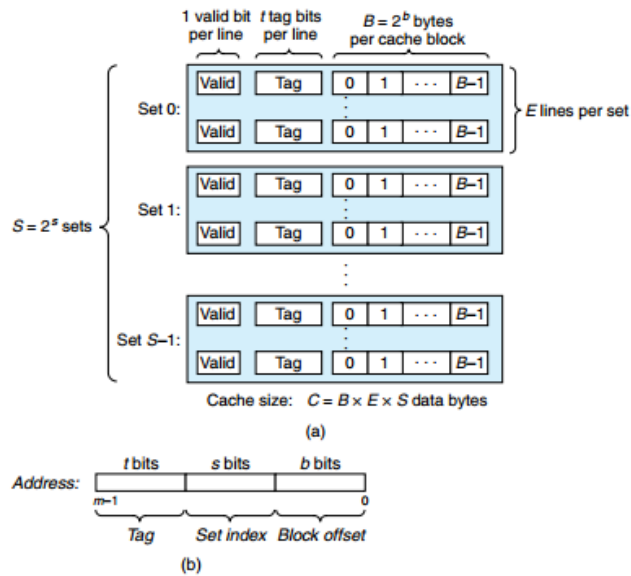 1 valid bit per line
t tag bits per line
B = 2^b bytes per cache block
Set 0:
Valid Tag 0 1 · · · B–1
Valid Tag 0 1 · · · B–1
E lines per set
Set 1:
Valid Tag 0 1 · · · B–1
Valid Tag 0 1 · · · B–1
S = 2^s sets
Set S–1:
Valid Tag 0 1 · · · B–1
Valid Tag 0 1 · · · B–1
Cache size: C = B × E × S data bytes
(a)
t bits s bits b bits
Address:
m–1 0
Tag Set index Block offset
(b)